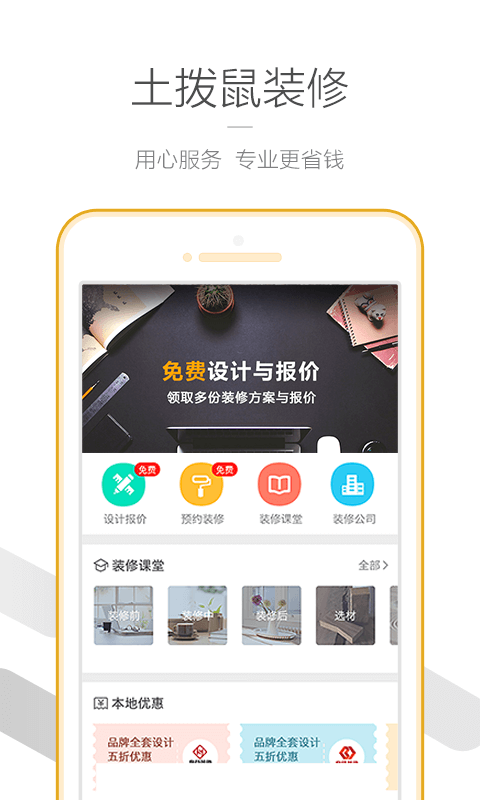 土拨鼠装修
用心服务 专业更省钱
免费设计与报价
领取多份装修方案与报价
免费
免费
设计报价
预约装修
装修课堂
装修公司
装修课堂
全部
装修前
装修中
装修后
选材
本地优惠
品牌全套设计
五折优惠
品牌全套设计
五折优惠